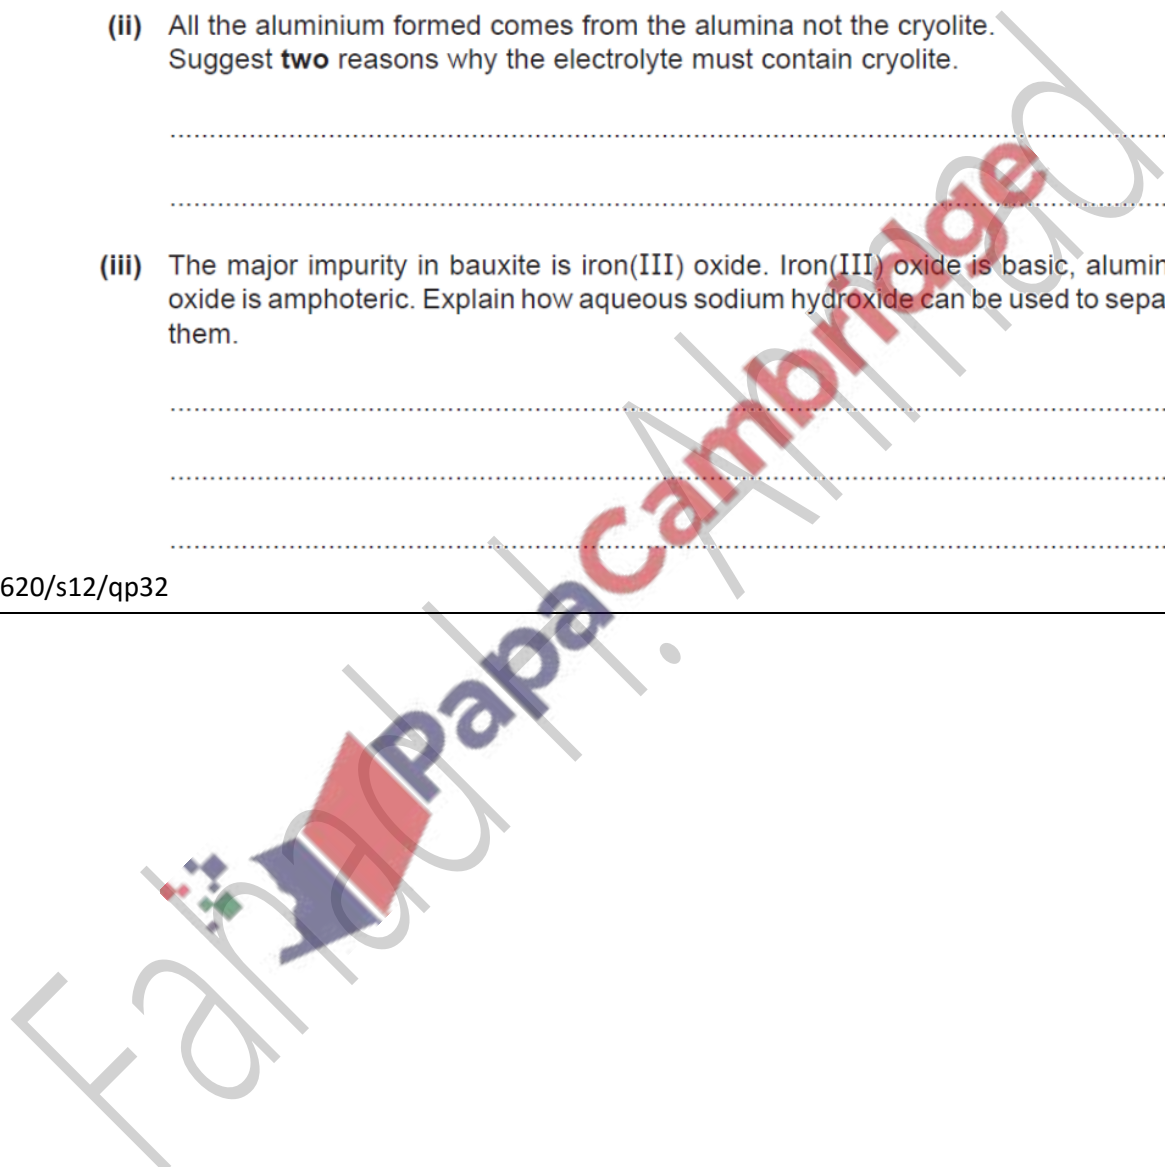 (ii) All the aluminium formed comes from the alumina not the cryolite.
Suggest two reasons why the electrolyte must contain cryolite.
(iii) The major impurity in bauxite is iron(III) oxide. Iron(III) oxide is basic, alumin
oxide is amphoteric. Explain how aqueous sodium hydroxide can be used to sepa
them.
620/s12/qp32
PapaCambridge
Fahad H. Ahmad